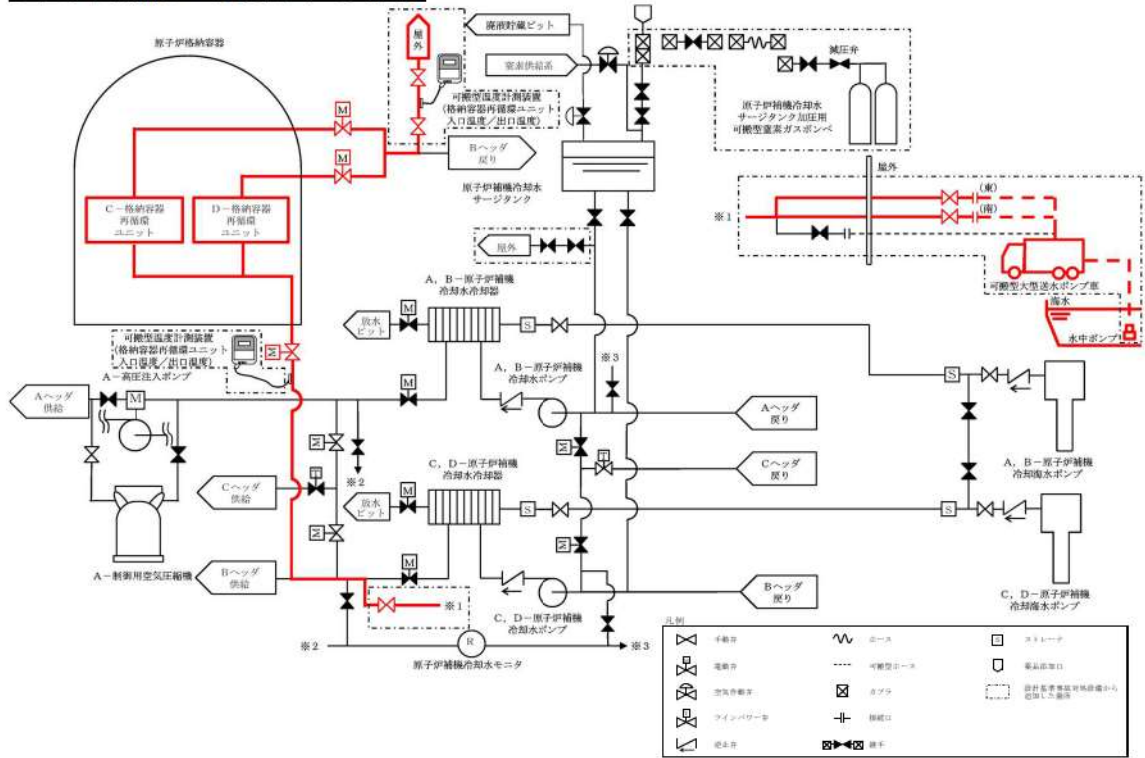 原子炉格納容器
屋外
廃液貯蔵ピット
窒素供給系
可搬型温度計測装置
(格納容器再循環ユニット
入口温度/出口温度)
減圧弁
原子炉補機冷却水
サージタンク加圧用
可搬型窒素ガスボンベ
M
M
Bヘッダ
戻り
原子炉補機冷却水
サージタンク
屋外
(東)
(南)
※1
C-格納容器
再循環
ユニット
D-格納容器
再循環
ユニット
屋外
可搬型大型送水ポンプ車
海水
水中ポンプ
A,B-原子炉補機
冷却水冷却器
放水
ピット
M
S
可搬型温度計測装置
(格納容器再循環ユニット
入口温度/出口温度)
M
※3
A,B-原子炉補機
冷却水ポンプ
S
A-高圧注入ポンプ
Aヘッダ
供給
M
M
Aヘッダ
戻り
M
M
※2
C,D-原子炉補機
冷却水冷却器
T
Cヘッダ
戻り
A,B-原子炉補機
冷却海水ポンプ
Cヘッダ
供給
T
放水
ピット
M
S
S
M
M
A-制御用空気圧縮機
Bヘッダ
供給
M
Bヘッダ
戻り
※1
C,D-原子炉補機
冷却水ポンプ
C,D-原子炉補機
冷却海水ポンプ
※2
R
※3
原子炉補機冷却水モニタ
凡例
手動弁
ホース
S
ストレーナ
電動弁
可搬型ホース
薬品添加口
空気作動弁
カプラ
設計基準事故対処設備から
追加した箇所
ツインパワー弁
接続口
逆止弁
継手